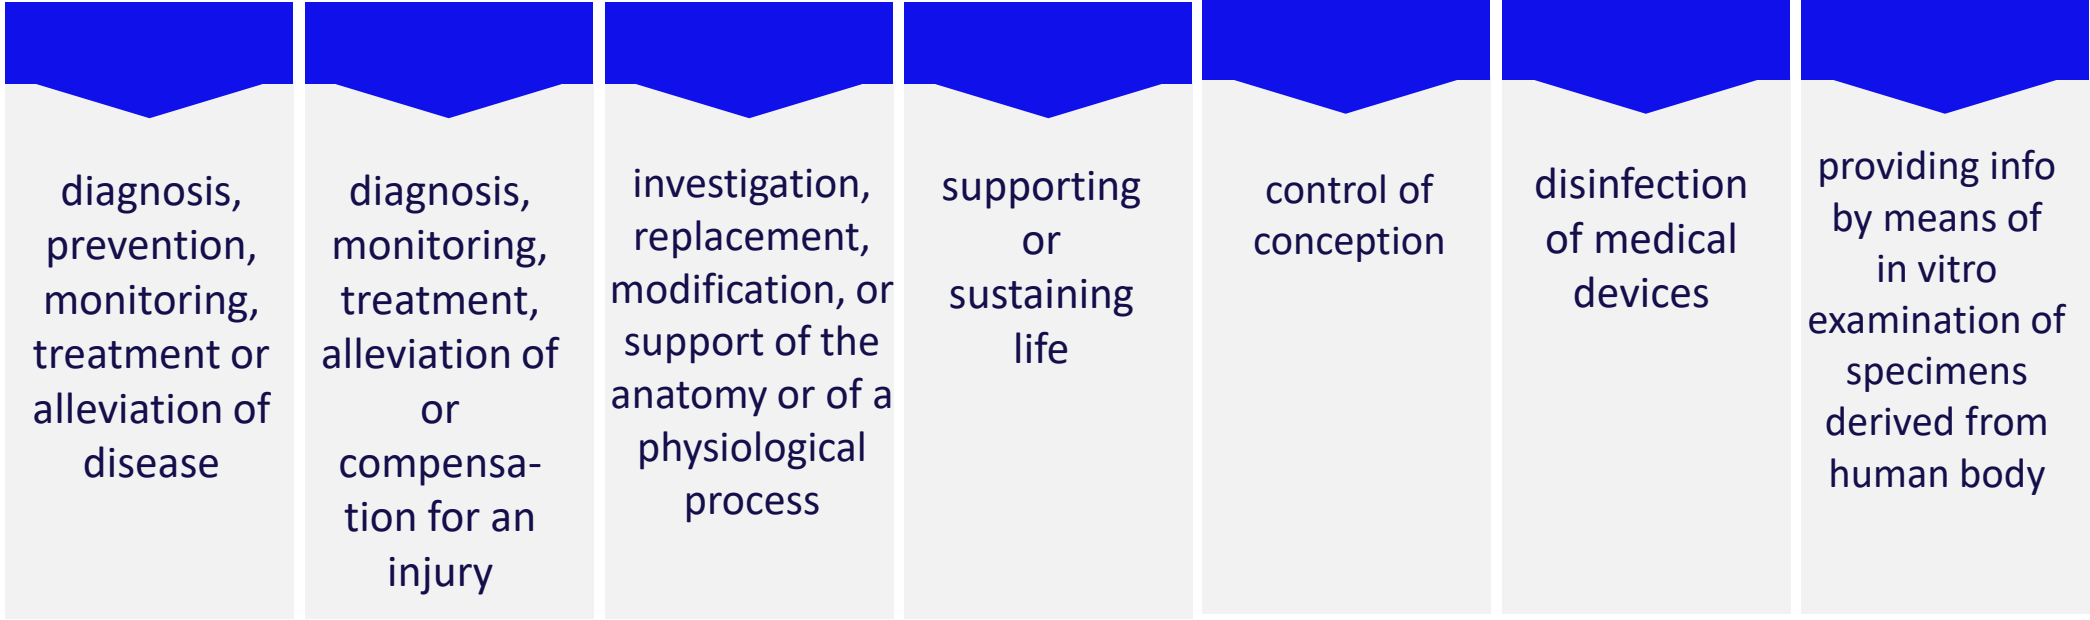 diagnosis,
prevention,
monitoring,
treatment or
alleviation of
disease
diagnosis,
monitoring,
treatment,
alleviation of
or
compensa-
tion for an
injury
investigation,
replacement,
modification, or
support of the
anatomy or of a
physiological
process
supporting
or
sustaining
life
control of
conception
disinfection
of medical
devices
providing info
by means of
in vitro
examination of
specimens
derived from
human body